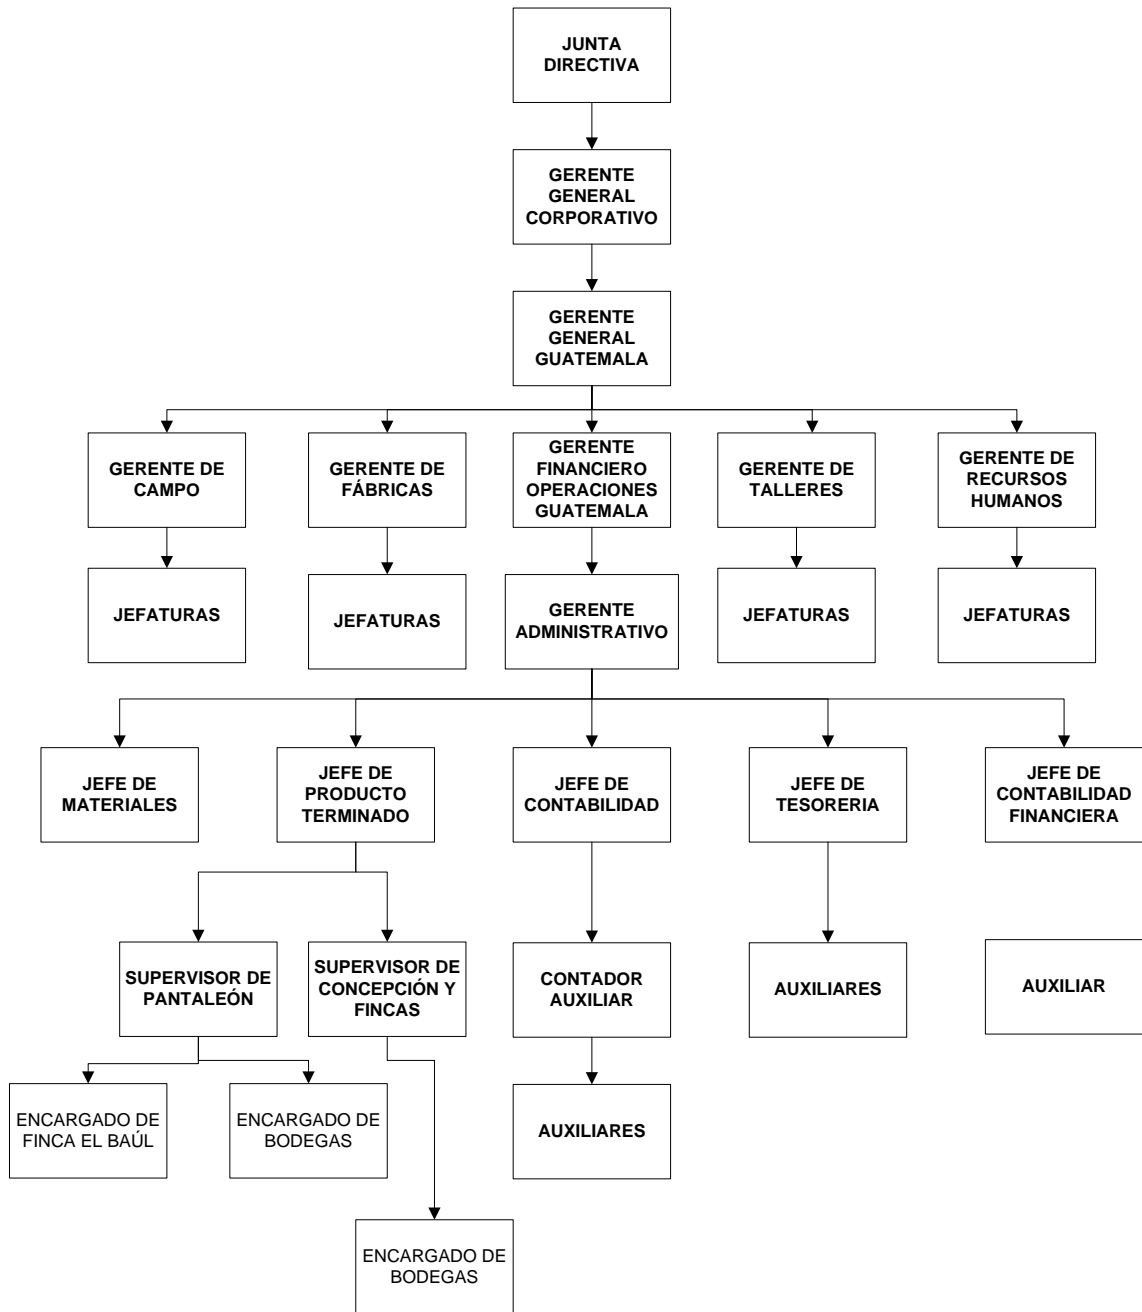 JUNTA
DIRECTIVA
GERENTE
GENERAL
CORPORATIVO
GERENTE
GENERAL
GUATEMALA
GERENTE DE
CAMPO
GERENTE DE
FÁBRICAS
GERENTE
FINANCIERO
OPERACIONES
GUATEMALA
GERENTE DE
TALLERES
GERENTE DE
RECURSOS
HUMANOS
JEFATURAS
JEFATURAS
GERENTE
ADMINISTRATIVO
JEFATURAS
JEFATURAS
JEFE DE
MATERIALES
JEFE DE
PRODUCTO
TERMINADO
JEFE DE
CONTABILIDAD
JEFE DE
TESORERIA
JEFE DE
CONTABILIDAD
FINANCIERA
SUPERVISOR DE
PANTALEÓN
SUPERVISOR DE
CONCEPCIÓN Y
FINCAS
CONTADOR
AUXILIAR
AUXILIARES
AUXILIAR
ENCARGADO DE
FINCA EL BAÚL
ENCARGADO DE
BODEGAS
AUXILIARES
ENCARGADO DE
BODEGAS